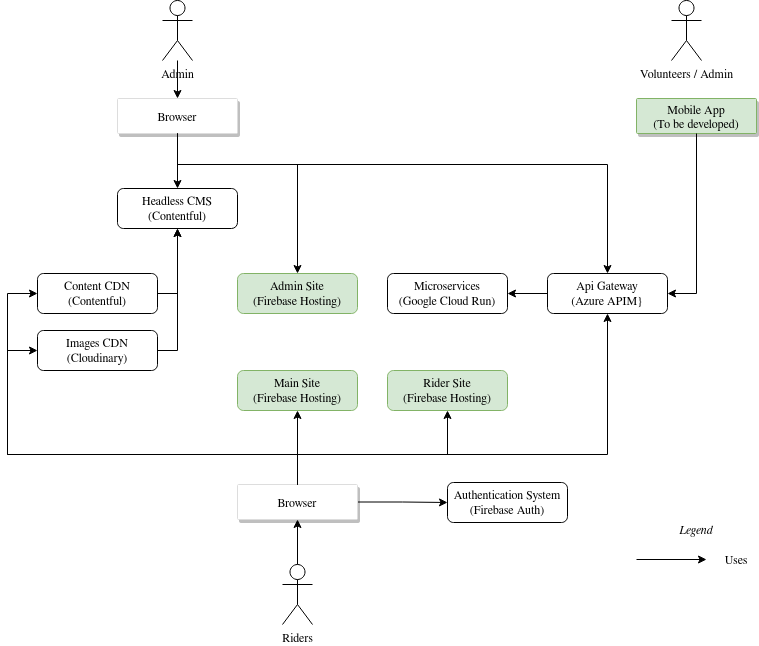 Admin
Volunteers / Admin
Browser
Mobile App
(To be developed)
Headless CMS
(Contentful)
Content CDN
(Contentful)
Admin Site
(Firebase Hosting)
Microservices
(Google Cloud Run)
Api Gateway
(Azure APIM}
Images CDN
(Cloudinary)
Main Site
(Firebase Hosting)
Rider Site
(Firebase Hosting)
Browser
Authentication System
(Firebase Auth)
Legend
Uses
Riders